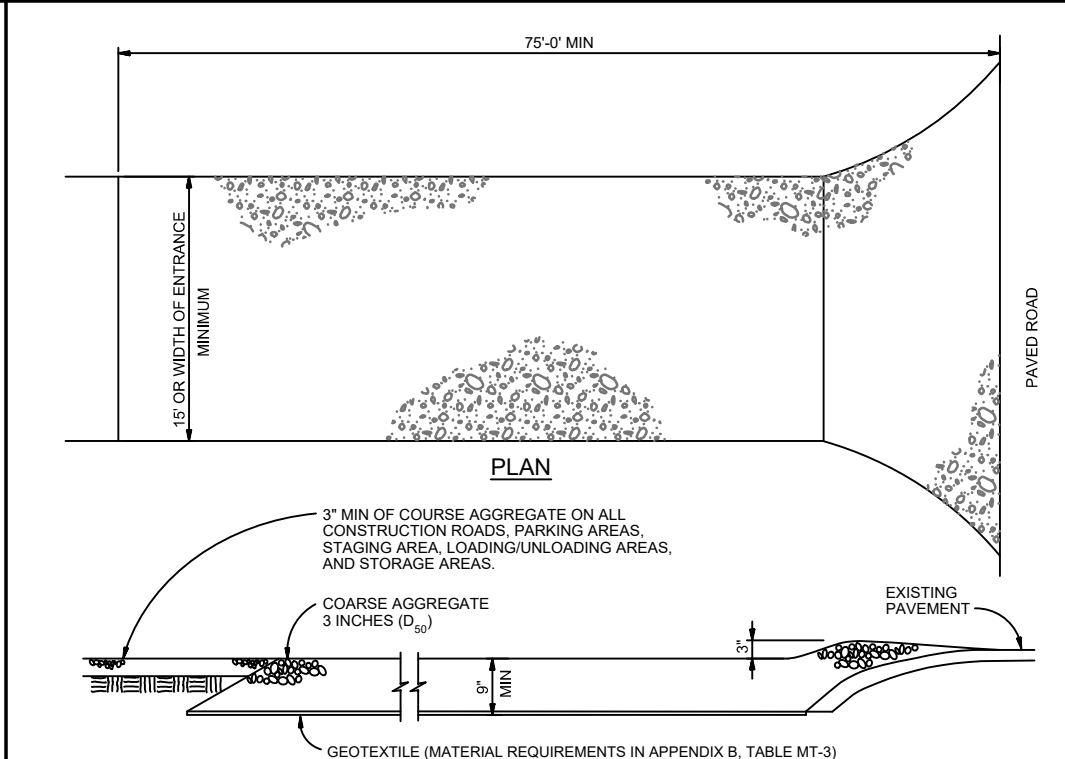 75'-0' MIN
15' OR WIDTH OF ENTRANCE
MINIMUM
PAVED ROAD
PLAN
3" MIN OF COURSE AGGREGATE ON ALL
CONSTRUCTION ROADS, PARKING AREAS,
STAGING AREA, LOADING/UNLOADING AREAS,
AND STORAGE AREAS.
COARSE AGGREGATE
3 INCHES (D50)
EXISTING
PAVEMENT
3"
9"
MIN
GEOTEXTILE (MATERIAL REQUIREMENTS IN APPENDIX B, TABLE MT-3)